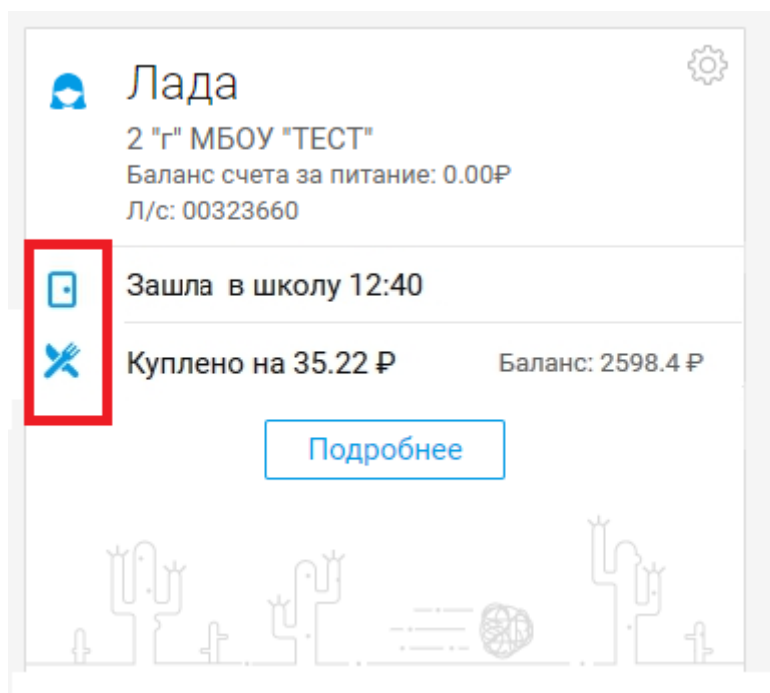 Лада
2 "г" МБОУ "ТЕСТ"
Баланс счета за питание: 0.00₽
Л/с: 00323660
Зашла в школу 12:40
Куплено на 35.22 ₽ Баланс: 2598.4 ₽
Подробнее